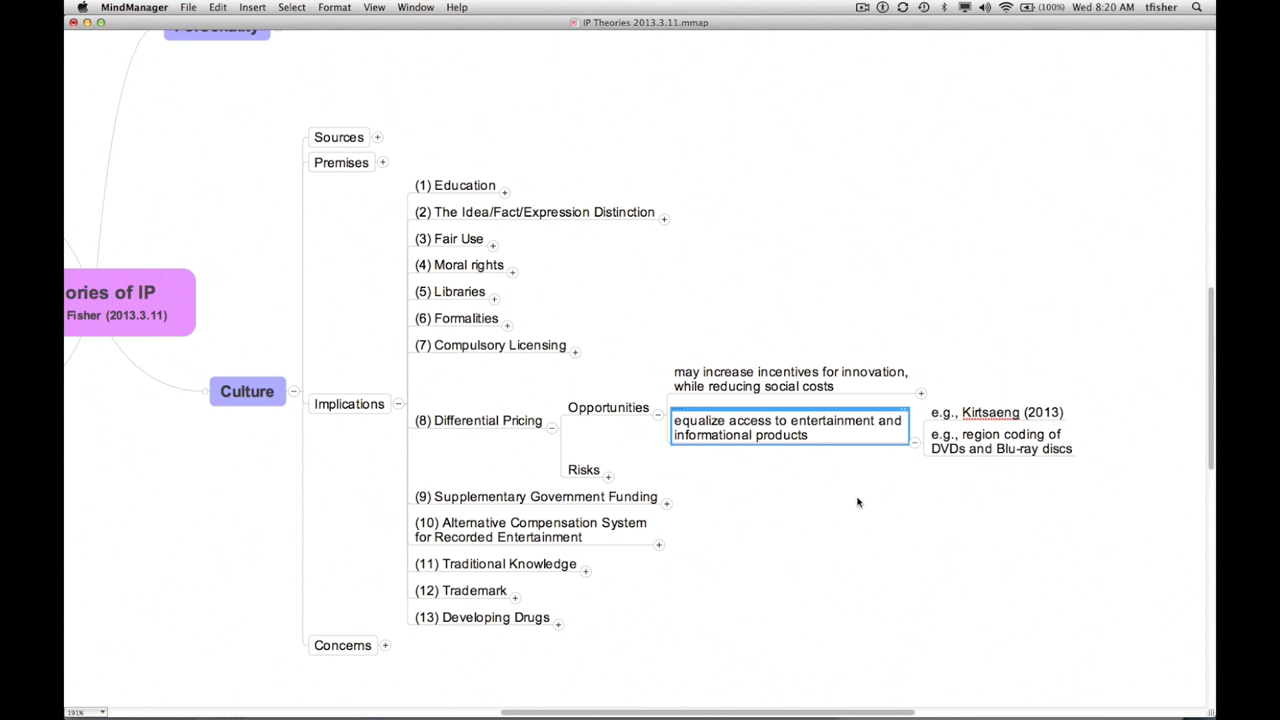 MindManager File Edit Insert Select Format View Window Help (100%) Wed 8:20 AM tfisher
IP Theories 2013.3.11.mmap
Personality
Sources
Premises
(1) Education
(2) The Idea/Fact/Expression Distinction
(3) Fair Use
(4) Moral rights
(5) Libraries
(6) Formalities
(7) Compulsory Licensing
ories of IP
Fisher (2013.3.11)
Culture
Implications
(8) Differential Pricing
Opportunities
may increase incentives for innovation,
while reducing social costs
equalize access to entertainment and
informational products
e.g., Kirtsaeng (2013)
e.g., region coding of
DVDs and Blu-ray discs
Risks
(9) Supplementary Government Funding
(10) Alternative Compensation System
for Recorded Entertainment
(11) Traditional Knowledge
(12) Trademark
(13) Developing Drugs
Concerns
191%